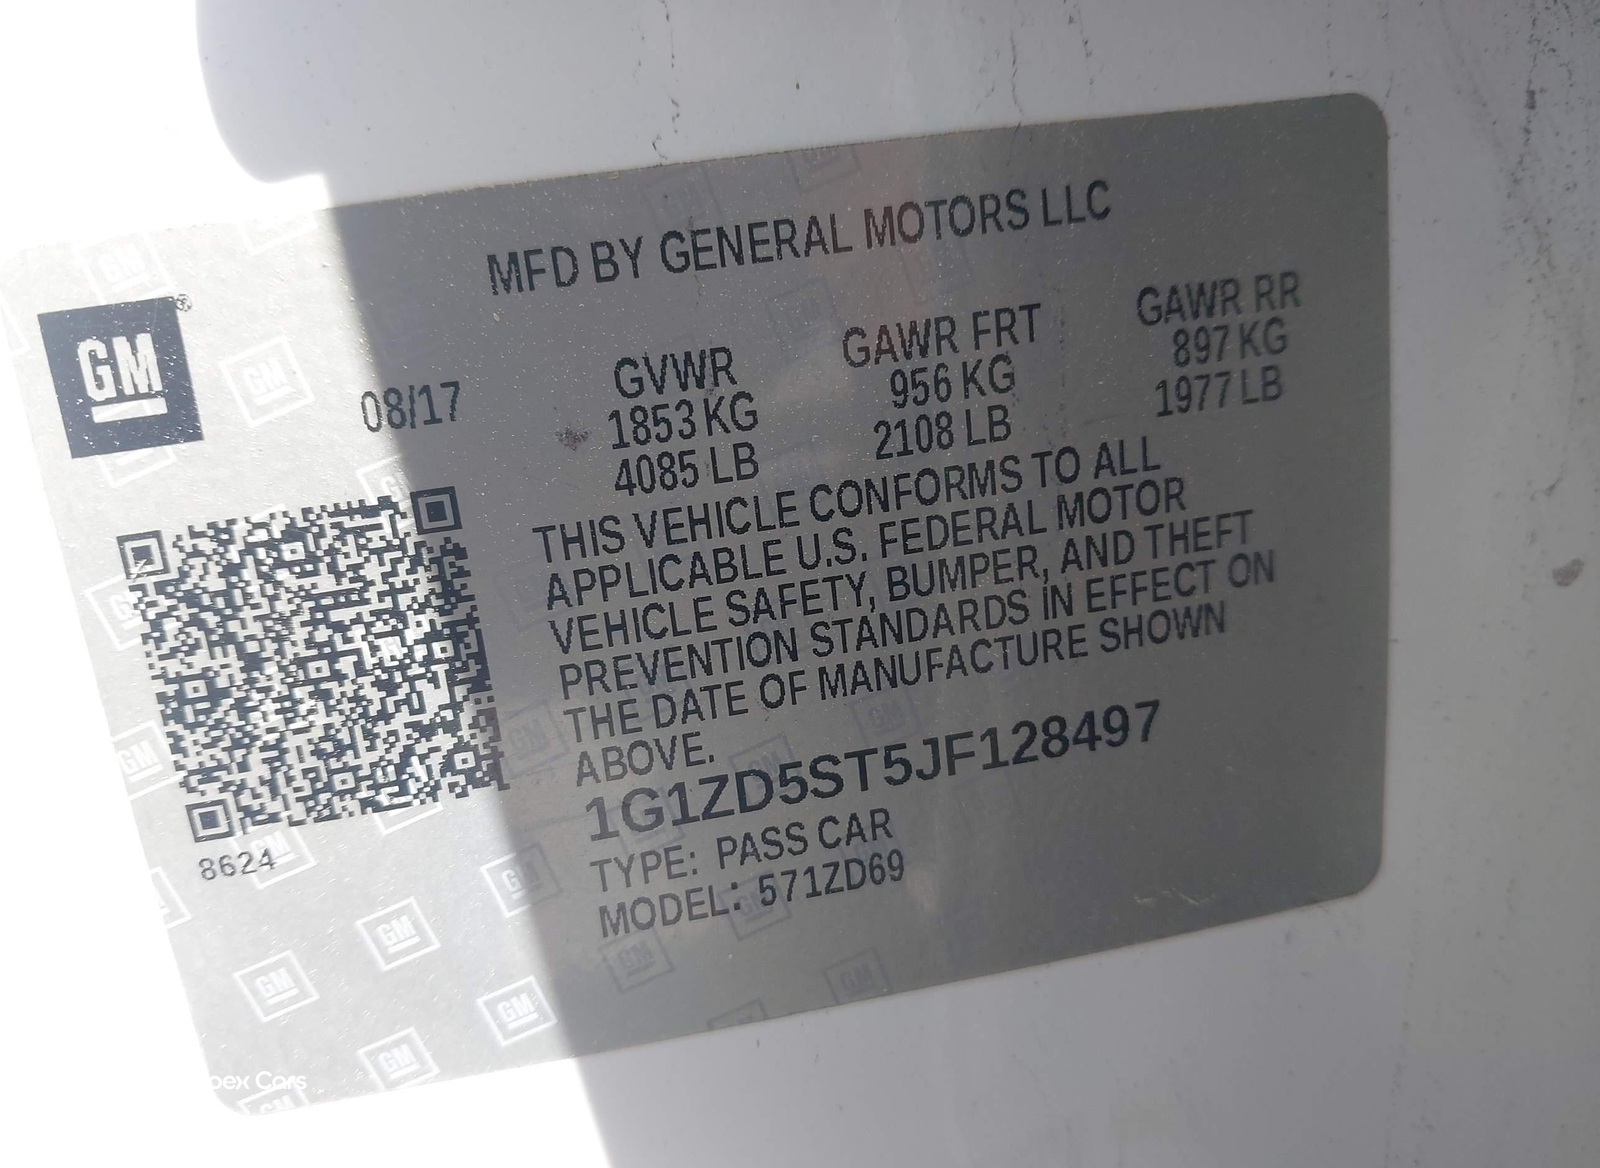 MFD BY GENERAL MOTORS LLC
GM®
08/17
GVWR GAWR FRT GAWR RR
1853 KG 956 KG 897 KG
4085 LB 2108 LB 1977 LB
THIS VEHICLE CONFORMS TO ALL
APPLICABLE U.S. FEDERAL MOTOR
VEHICLE SAFETY, BUMPER, AND THEFT
PREVENTION STANDARDS IN EFFECT ON
THE DATE OF MANUFACTURE SHOWN
ABOVE.
1G1ZD5ST5JF128497
TYPE: PASS CAR
MODEL: 571ZD69
8624
Cars